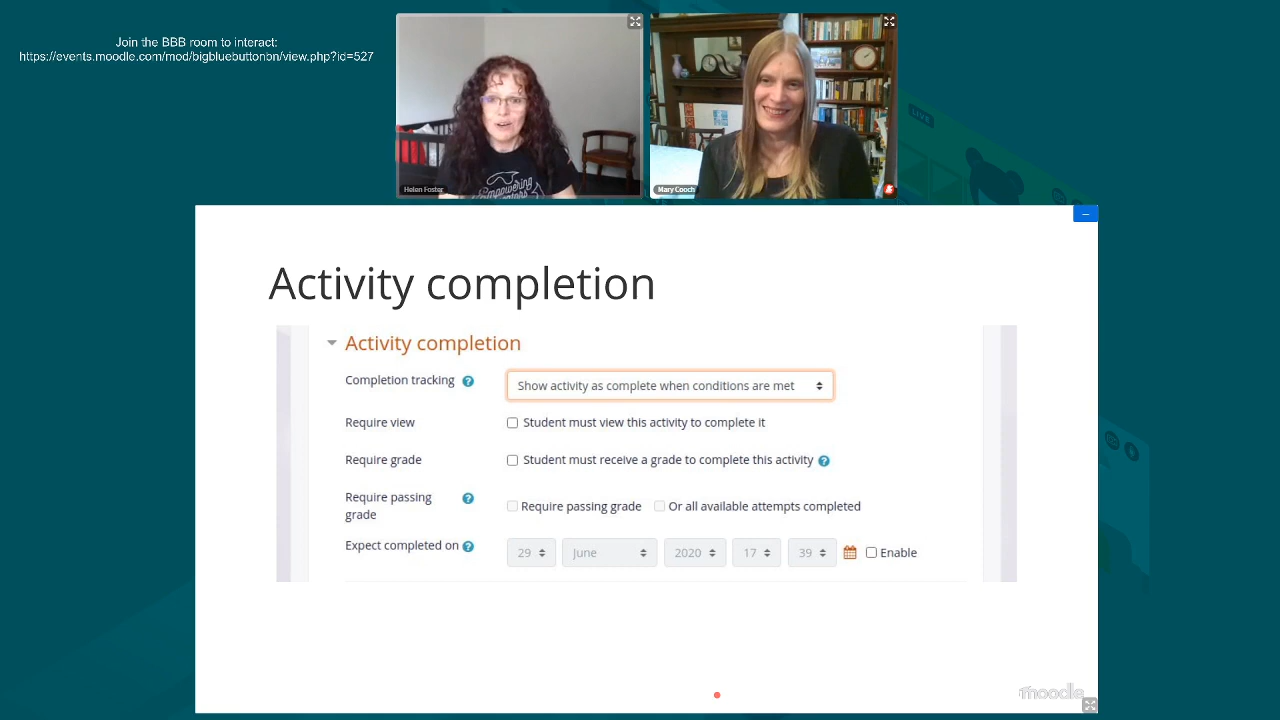 Join the BBB room to interact:
https://events.moodle.com/mod/bigbluebuttonbn/view.php?id=527
Helen Foster
Mary Cooch
LIVE
Activity completion
Activity completion
Completion tracking ? Show activity as complete when conditions are met
Require view Student must view this activity to complete it
Require grade Student must receive a grade to complete this activity ?
Require passing grade ? Require passing grade Or all available attempts completed
Expect completed on ? 29 June 2020 17 39 Enable
moodle